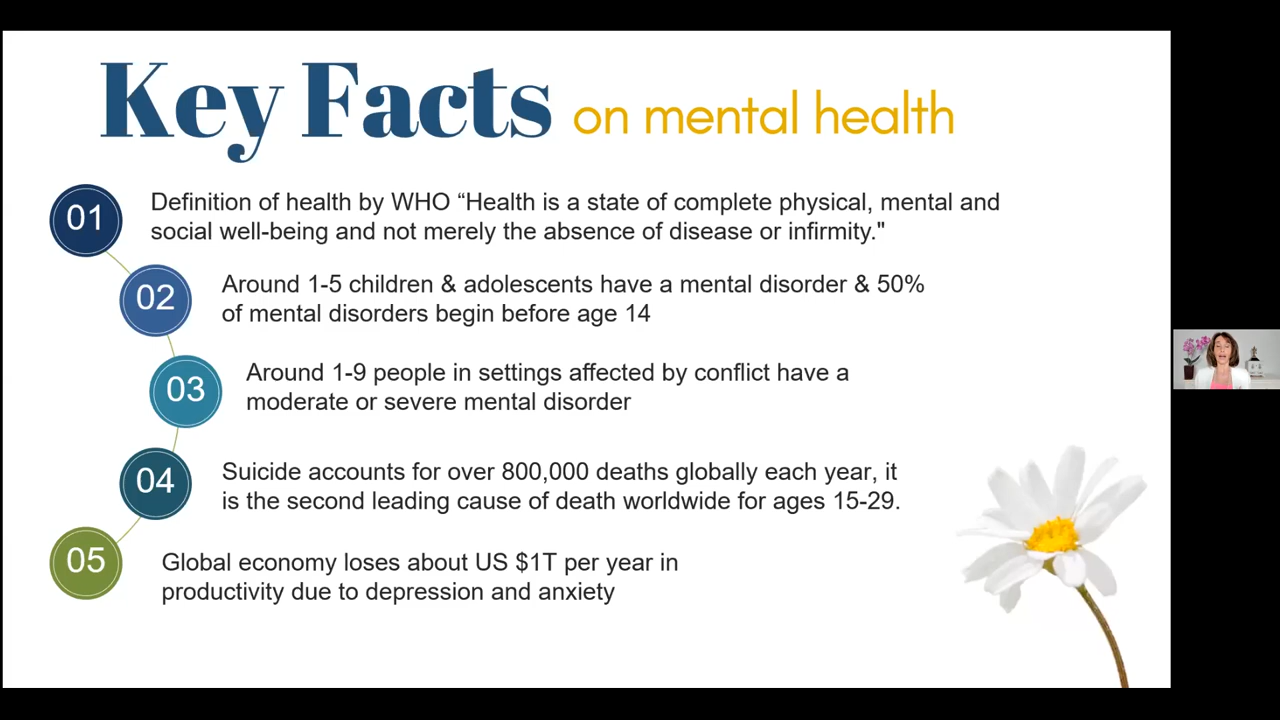 Key Facts on mental health
01
Definition of health by WHO “Health is a state of complete physical, mental and
social well-being and not merely the absence of disease or infirmity."
02
Around 1-5 children & adolescents have a mental disorder & 50%
of mental disorders begin before age 14
03
Around 1-9 people in settings affected by conflict have a
moderate or severe mental disorder
04
Suicide accounts for over 800,000 deaths globally each year, it
is the second leading cause of death worldwide for ages 15-29.
05
Global economy loses about US $1T per year in
productivity due to depression and anxiety